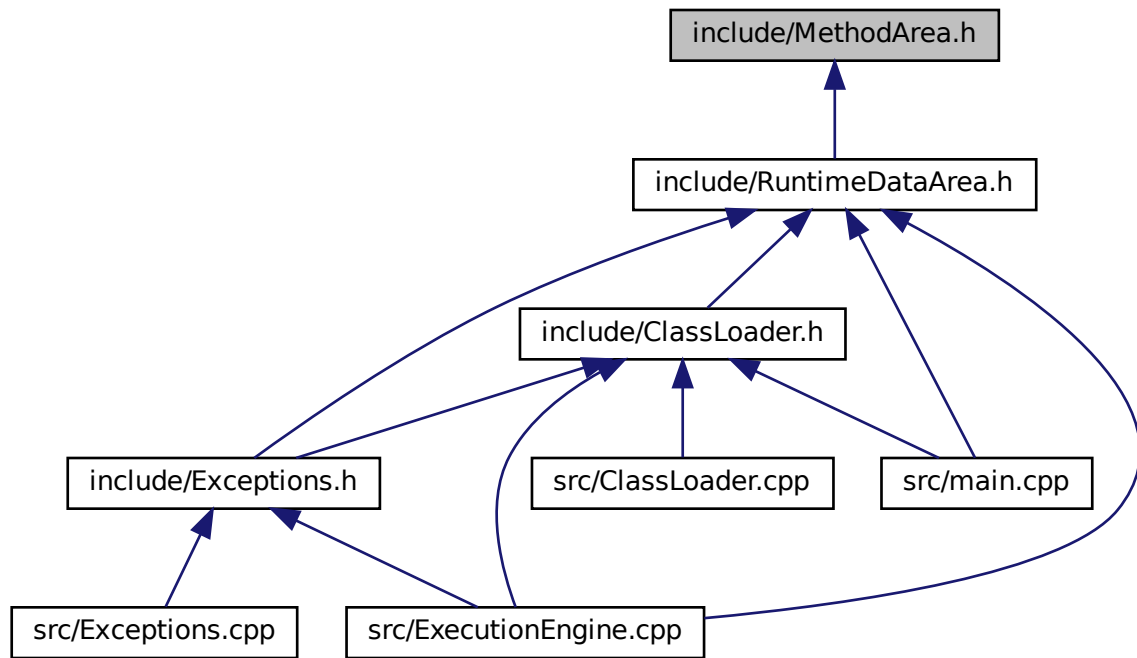 include/MethodArea.h
include/RuntimeDataArea.h
include/ClassLoader.h
include/Exceptions.h
src/ClassLoader.cpp
src/main.cpp
src/Exceptions.cpp
src/ExecutionEngine.cpp